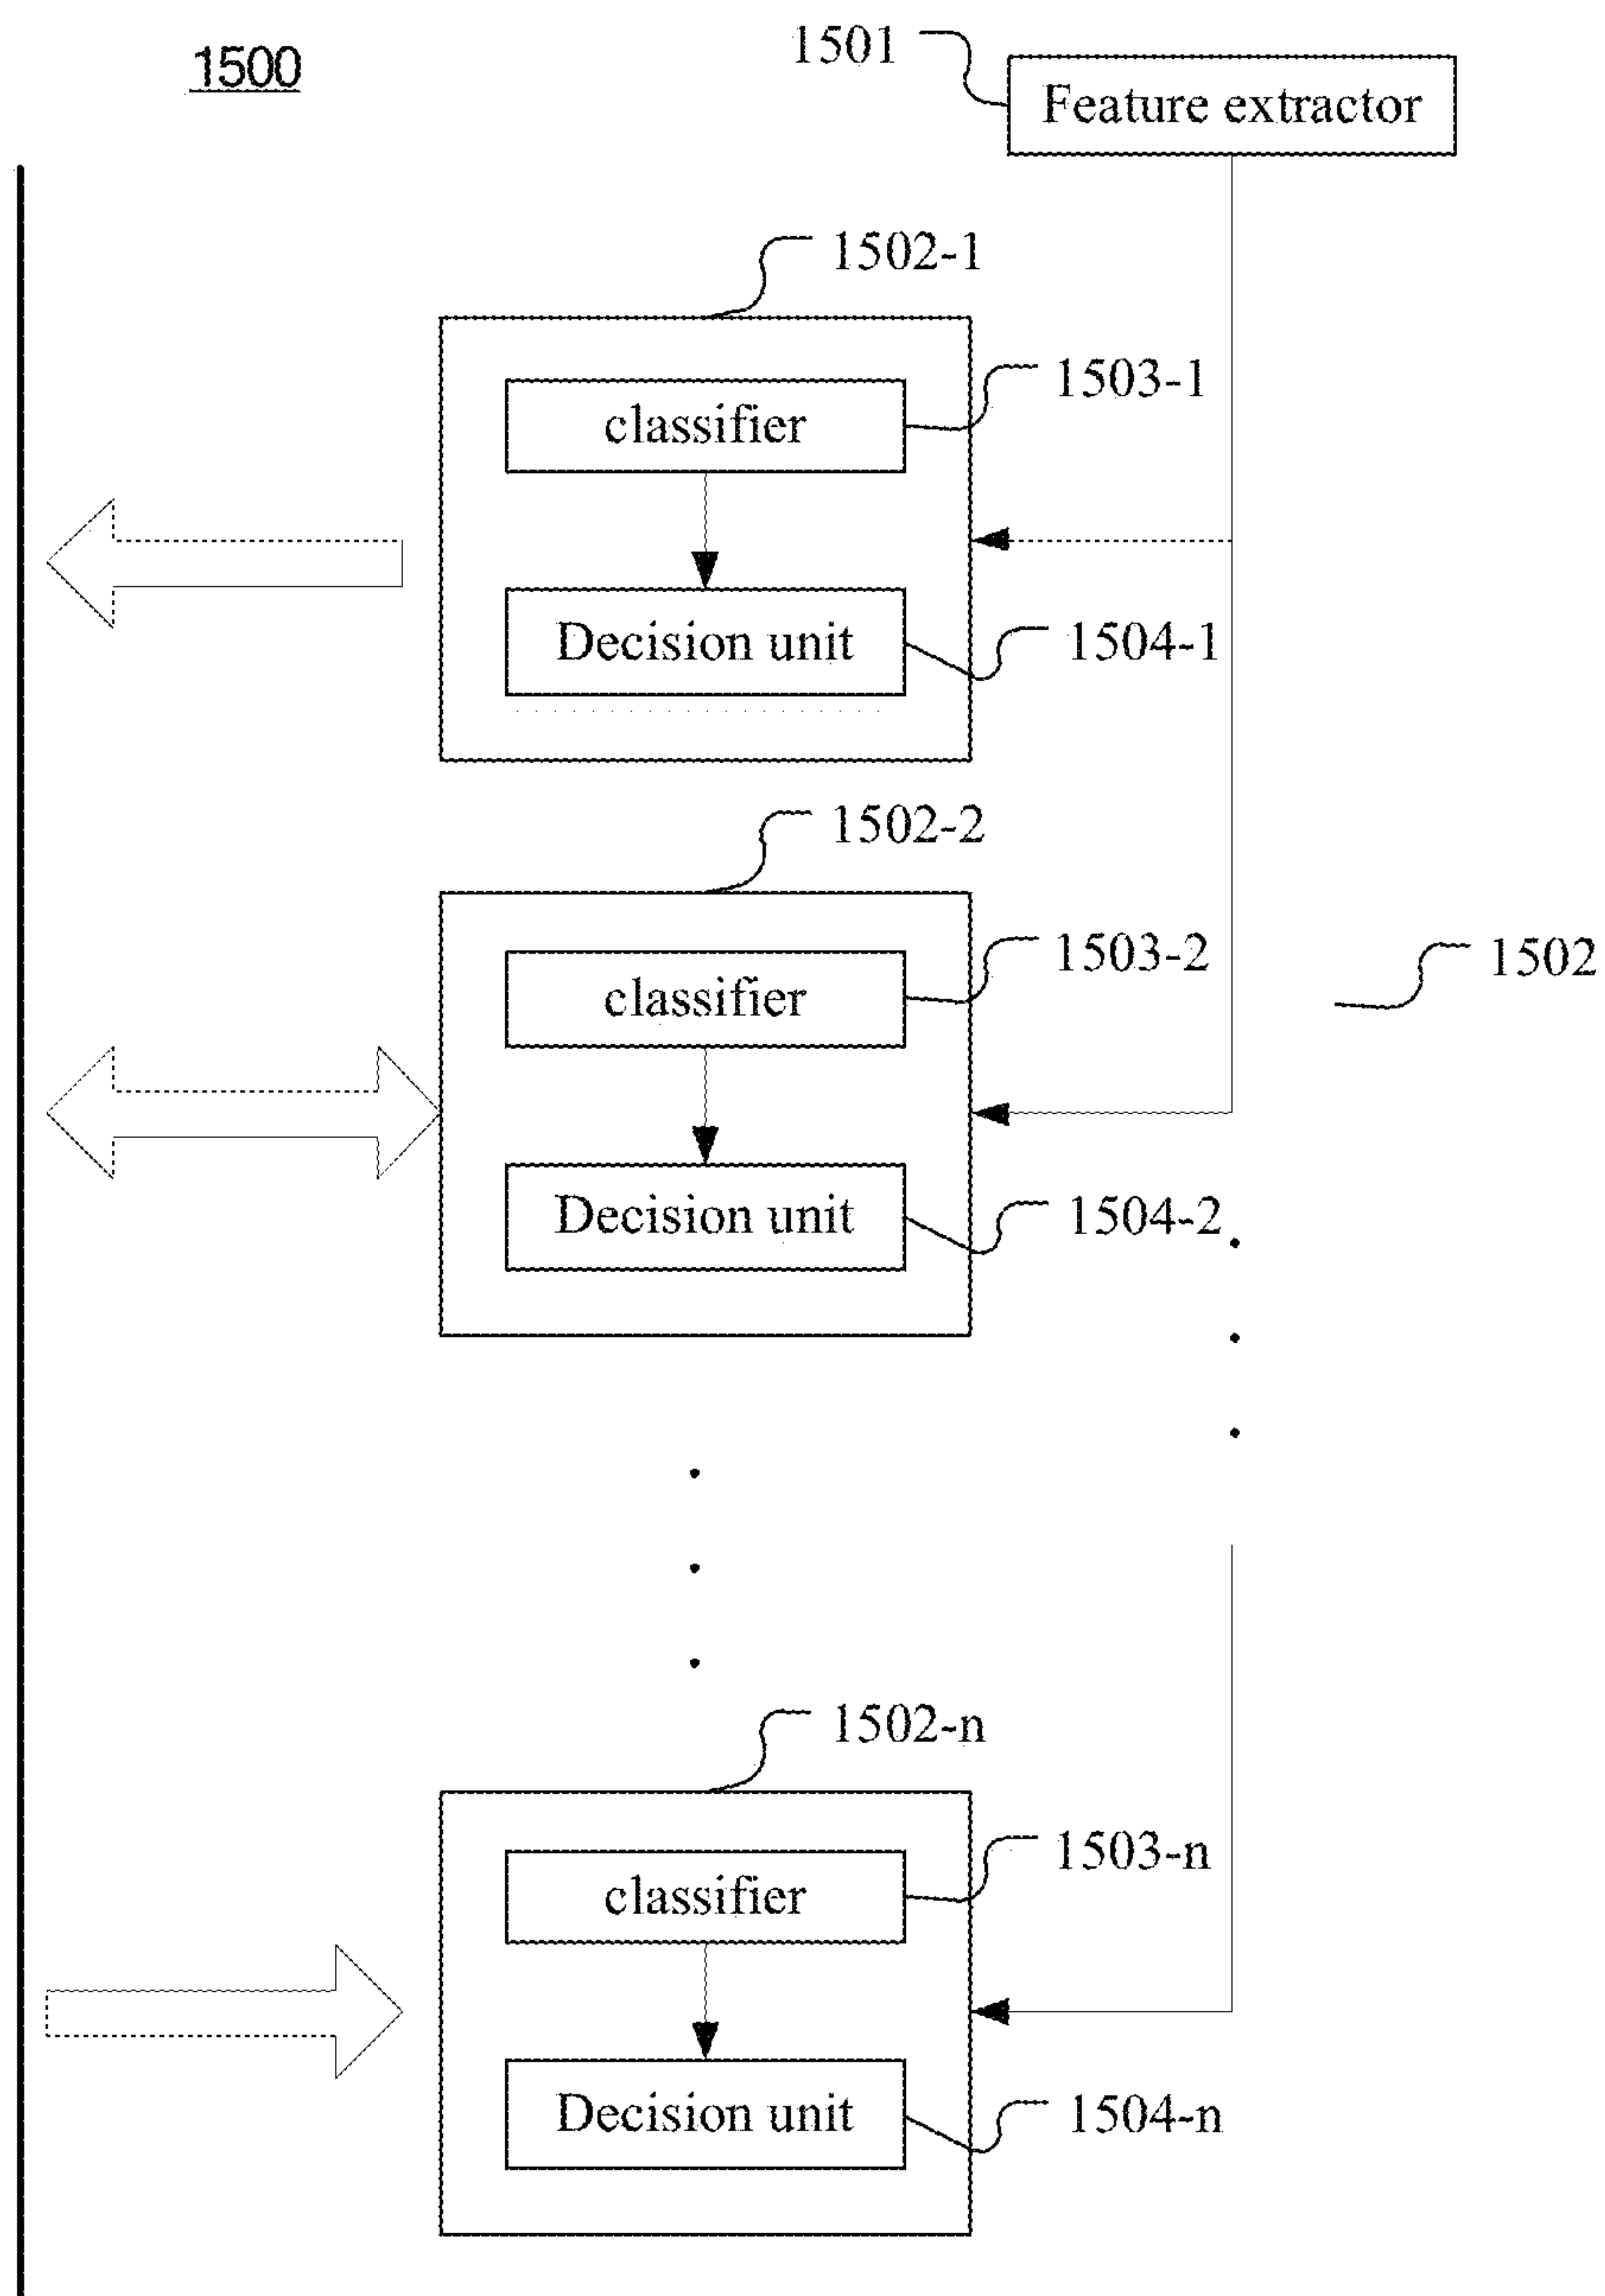 1500
1501
Feature extractor
1502-1
classifier
1503-1
Decision unit
1504-1
1502-2
classifier
1503-2
1502
Decision unit
1504-2
1502-n
classifier
1503-n
Decision unit
1504-n